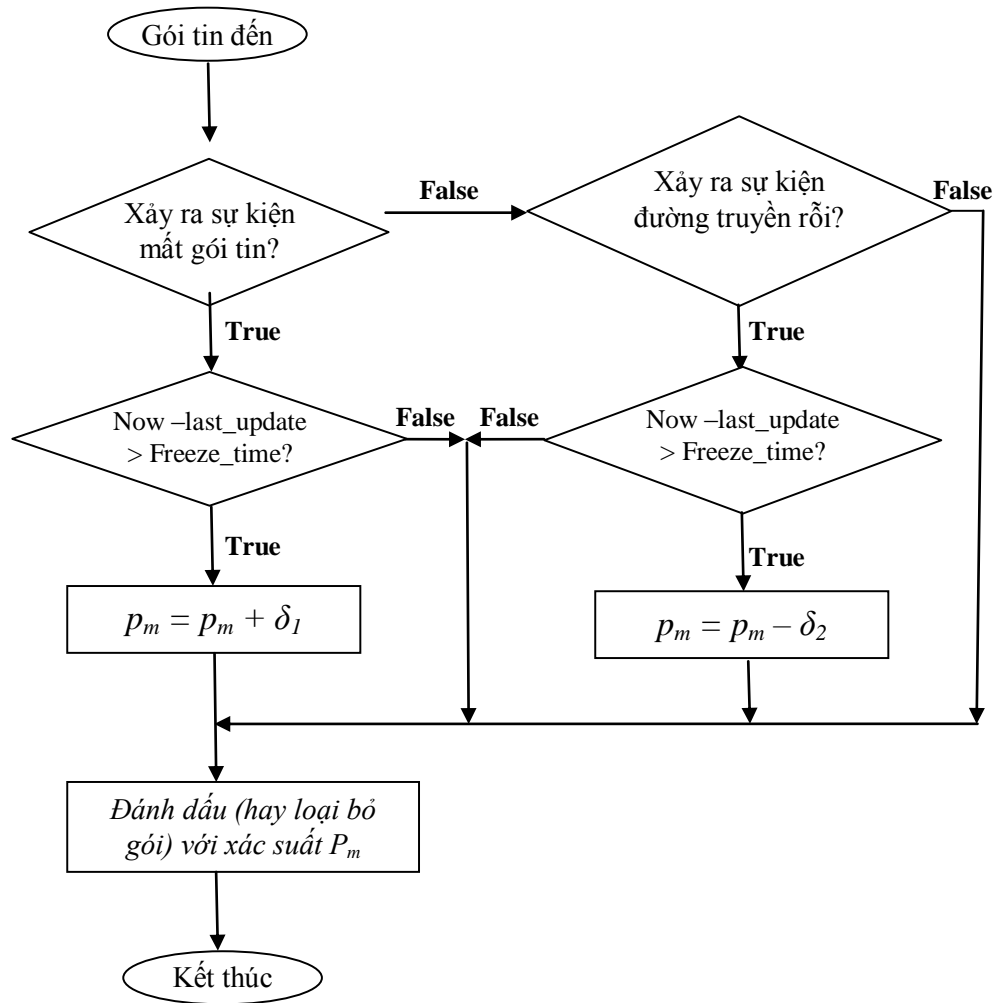 Gói tin đến
Xảy ra sự kiện
mất gói tin?
False
Xảy ra sự kiện
đường truyền rỗi?
False
True
True
Now –last_update
> Freeze_time?
False
False
Now –last_update
> Freeze_time?
True
True
pm = pm + δ1
pm = pm – δ2
Đánh dấu (hay loại bỏ
gói) với xác suất Pm
Kết thúc